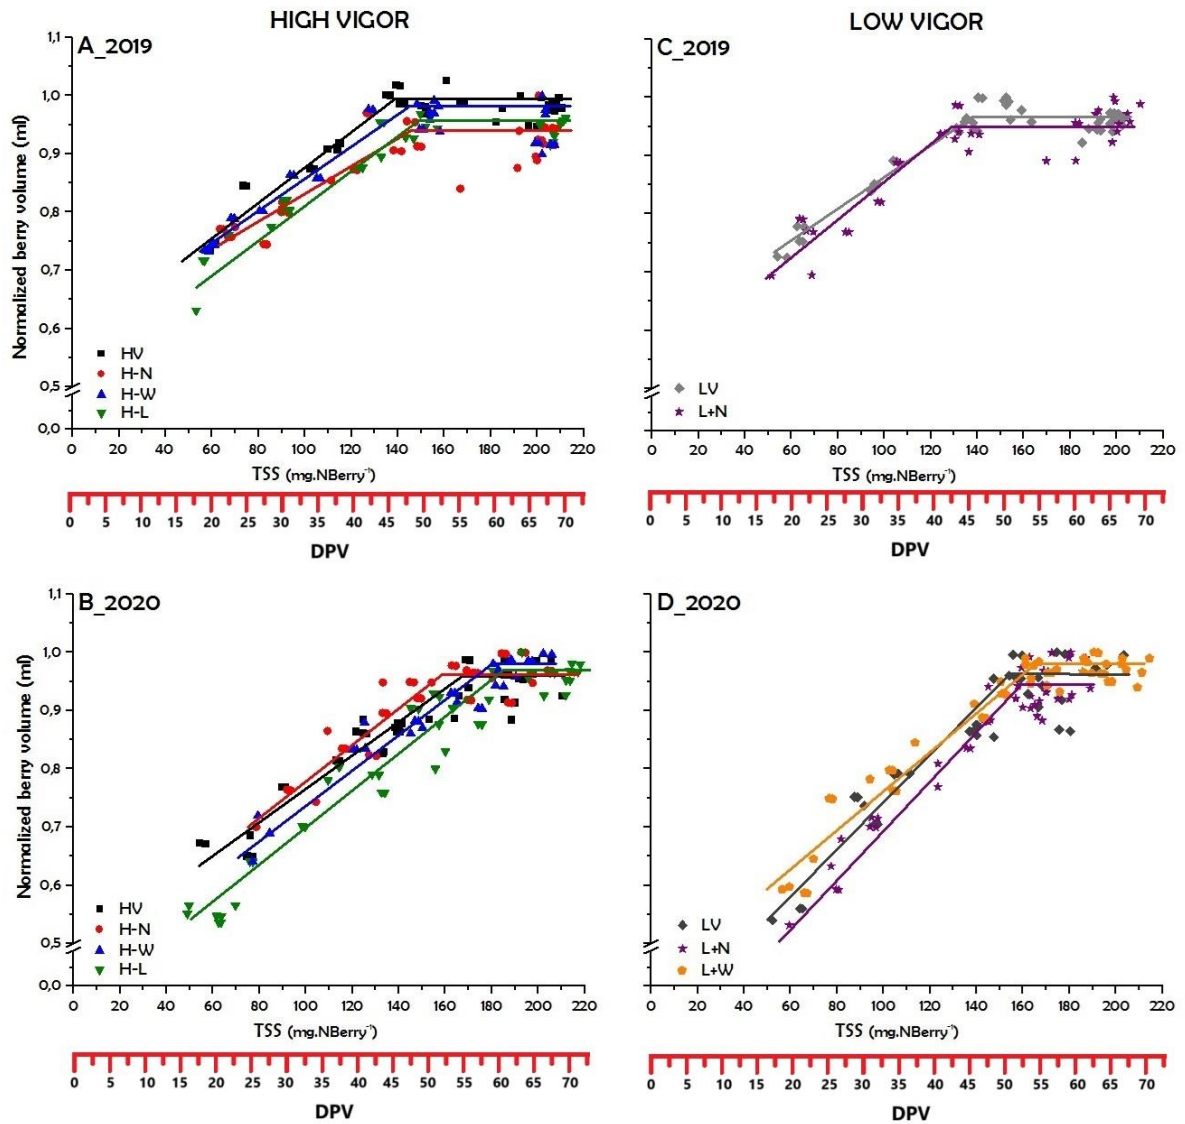 HIGH VIGOR
LOW VIGOR
A_2019
C_2019
Normalized berry volume (ml)
1,1
1,0
0,9
0,8
0,7
0,6
0,5
0,0
HV
H-N
H-W
H-L
LV
L+N
0 20 40 60 80 100 120 140 160 180 200 220
0 20 40 60 80 100 120 140 160 180 200 220
TSS (mg.NBerry⁻¹)
TSS (mg.NBerry⁻¹)
0 5 10 15 20 25 30 35 40 45 50 55 60 65 70
0 5 10 15 20 25 30 35 40 45 50 55 60 65 70
DPV
DPV
B_2020
D_2020
Normalized berry volume (ml)
1,1
1,0
0,9
0,8
0,7
0,6
0,5
0,0
HV
H-N
H-W
H-L
LV
L+N
L+W
0 20 40 60 80 100 120 140 160 180 200 220
0 20 40 60 80 100 120 140 160 180 200 220
TSS (mg.NBerry⁻¹)
TSS (mg.NBerry⁻¹)
0 5 10 15 20 25 30 35 40 45 50 55 60 65 70
0 5 10 15 20 25 30 35 40 45 50 55 60 65 70
DPV
DPV